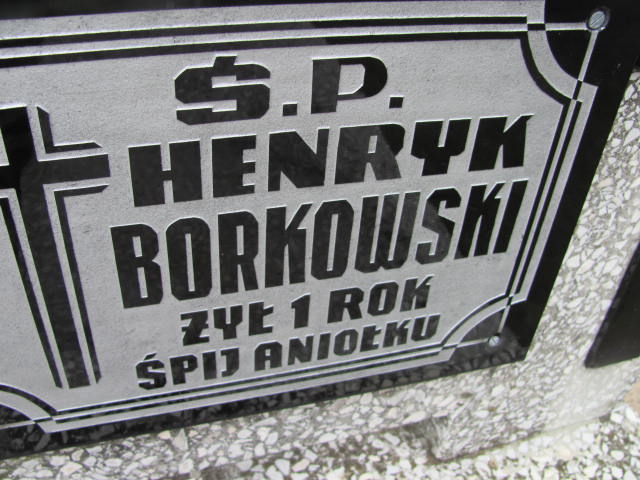 Ś.P.
HENRYK
BORKOWSKI
ŻYŁ 1 ROK
ŚPIJ ANIOŁKU